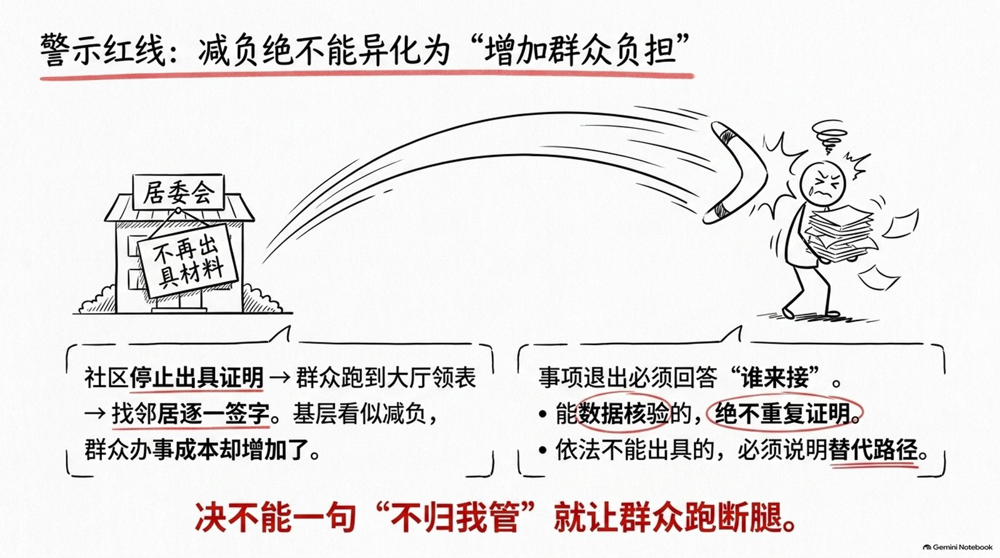 警示红线：减负绝不能异化为“增加群众负担”
居委会
不再出
具材料
社区停止出具证明 → 群众跑到大厅领表
→ 找邻居逐一签字。基层看似减负，
群众办事成本却增加了。
事项退出必须回答“谁来接”。
• 能数据核验的，绝不重复证明。
• 依法不能出具的，必须说明替代路径。
决不能一句“不归我管”就让群众跑断腿。
Gemini Notebook